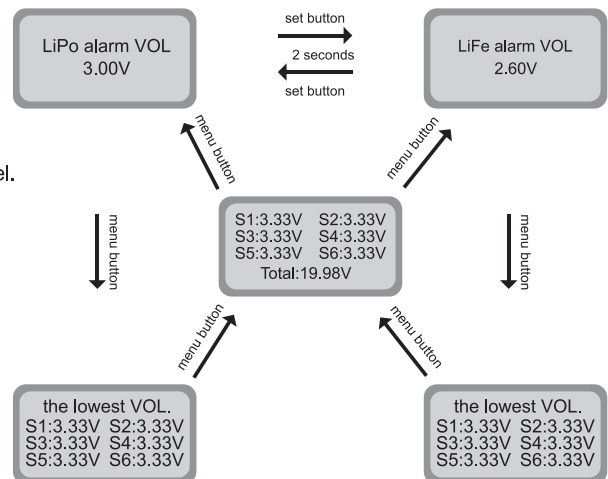 LiPo alarm VOL
3.00V
set button
2 seconds
set button
LiFe alarm VOL
2.60V
el.
menu button
menu button
menu button
menu button
S1:3.33V S2:3.33V
S3:3.33V S4:3.33V
S5:3.33V S6:3.33V
Total:19.98V
menu button
menu button
the lowest VOL.
S1:3.33V S2:3.33V
S3:3.33V S4:3.33V
S5:3.33V S6:3.33V
the lowest VOL.
S1:3.33V S2:3.33V
S3:3.33V S4:3.33V
S5:3.33V S6:3.33V